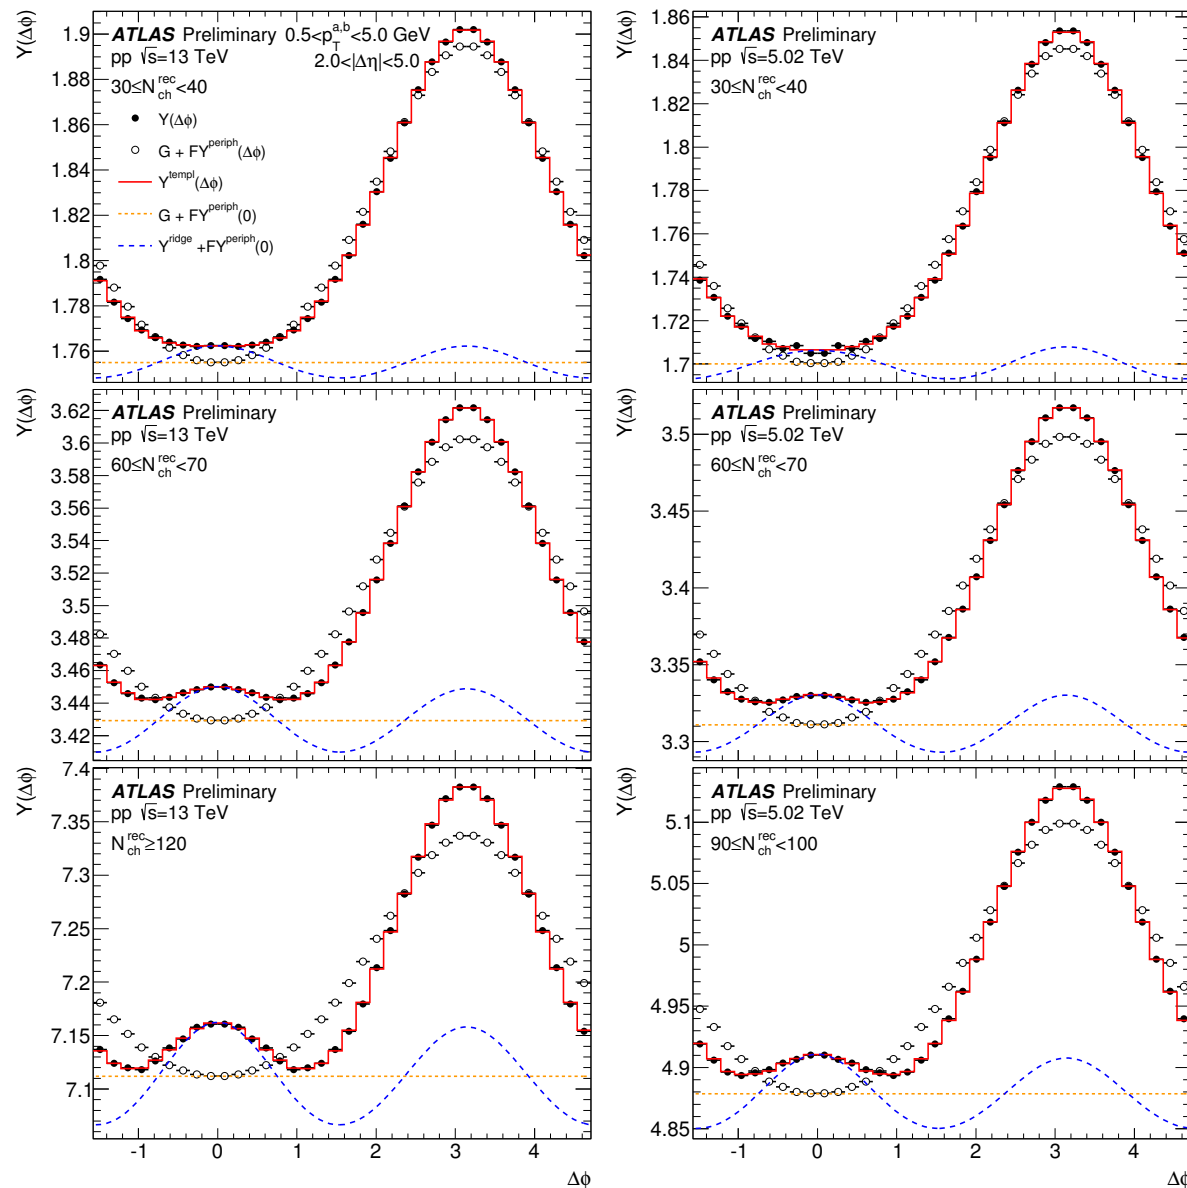 Y(Δϕ)
ATLAS Preliminary 0.5<p_T^{a,b}<5.0 GeV
pp √s=13 TeV 2.0<|Δη|<5.0
30≤N_ch^rec<40
Y(Δϕ)
G + FY^periph(Δϕ)
Y^templ(Δϕ)
G + FY^periph(0)
Y^ridge +FY^periph(0)
1.9
1.88
1.86
1.84
1.82
1.8
1.78
1.76
Y(Δϕ)
ATLAS Preliminary
pp √s=5.02 TeV
30≤N_ch^rec<40
1.86
1.84
1.82
1.8
1.78
1.76
1.74
1.72
1.7
Y(Δϕ)
ATLAS Preliminary
pp √s=13 TeV
60≤N_ch^rec<70
3.62
3.6
3.58
3.56
3.54
3.52
3.5
3.48
3.46
3.44
3.42
Y(Δϕ)
ATLAS Preliminary
pp √s=5.02 TeV
60≤N_ch^rec<70
3.5
3.45
3.4
3.35
3.3
Y(Δϕ)
ATLAS Preliminary
pp √s=13 TeV
N_ch^rec≥120
7.4
7.35
7.3
7.25
7.2
7.15
7.1
-1 0 1 2 3 4
Δϕ
Y(Δϕ)
ATLAS Preliminary
pp √s=5.02 TeV
90≤N_ch^rec<100
5.1
5.05
5
4.95
4.9
4.85
-1 0 1 2 3 4
Δϕ